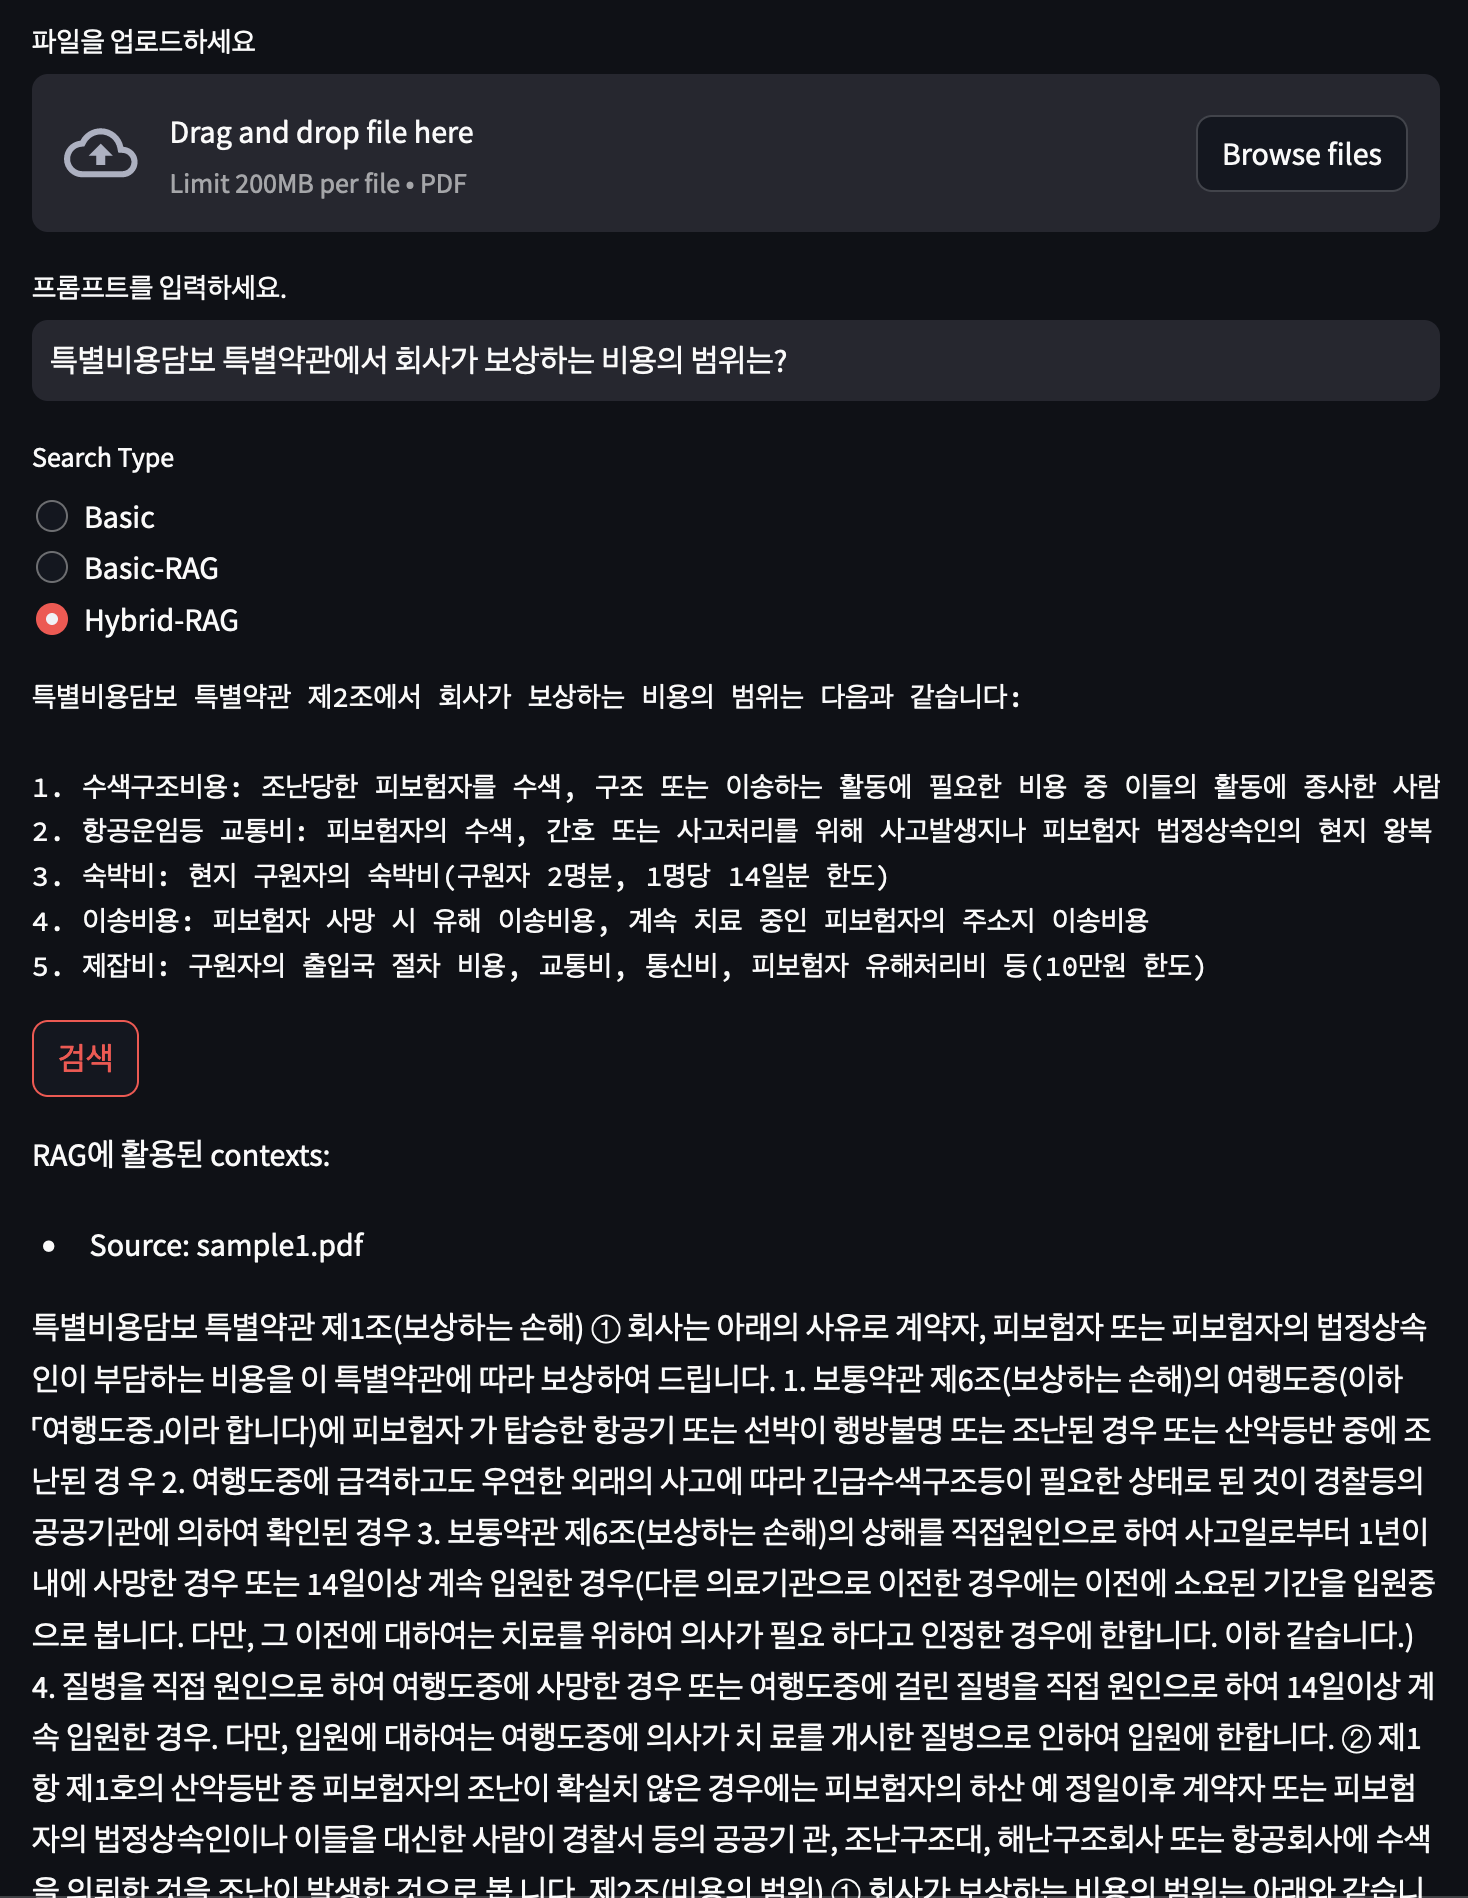 파일을 업로드하세요
Drag and drop file here
Limit 200MB per file • PDF
Browse files
프롬프트를 입력하세요.
특별비용담보 특별약관에서 회사가 보상하는 비용의 범위는?
Search Type
Basic
Basic-RAG
Hybrid-RAG
특별비용담보 특별약관 제2조에서 회사가 보상하는 비용의 범위는 다음과 같습니다:
1. 수색구조비용: 조난당한 피보험자를 수색, 구조 또는 이송하는 활동에 필요한 비용 중 이들의 활동에 종사한 사람
2. 항공운임등 교통비: 피보험자의 수색, 간호 또는 사고처리를 위해 사고발생지나 피보험자 법정상속인의 현지 왕복
3. 숙박비: 현지 구원자의 숙박비(구원자 2명분, 1명당 14일분 한도)
4. 이송비용: 피보험자 사망 시 유해 이송비용, 계속 치료 중인 피보험자의 주소지 이송비용
5. 제잡비: 구원자의 출입국 절차 비용, 교통비, 통신비, 피보험자 유해처리비 등(10만원 한도)
검색
RAG에 활용된 contexts:
• Source: sample1.pdf
특별비용담보 특별약관 제1조(보상하는 손해) ① 회사는 아래의 사유로 계약자, 피보험자 또는 피보험자의 법정상속
인이 부담하는 비용을 이 특별약관에 따라 보상하여 드립니다. 1. 보통약관 제6조(보상하는 손해)의 여행도중(이하
「여행도중」이라 합니다)에 피보험자 가 탑승한 항공기 또는 선박이 행방불명 또는 조난된 경우 또는 산악등반 중에 조
난된 경 우 2. 여행도중에 급격하고도 우연한 외래의 사고에 따라 긴급수색구조등이 필요한 상태로 된 것이 경찰등의
공공기관에 의하여 확인된 경우 3. 보통약관 제6조(보상하는 손해)의 상해를 직접원인으로 하여 사고일로부터 1년이
내에 사망한 경우 또는 14일이상 계속 입원한 경우(다른 의료기관으로 이전한 경우에는 이전에 소요된 기간을 입원중
으로 봅니다. 다만, 그 이전에 대하여는 치료를 위하여 의사가 필요 하다고 인정한 경우에 한합니다. 이하 같습니다.)
4. 질병을 직접 원인으로 하여 여행도중에 사망한 경우 또는 여행도중에 걸린 질병을 직접 원인으로 하여 14일이상 계
속 입원한 경우. 다만, 입원에 대하여는 여행도중에 의사가 치 료를 개시한 질병으로 인하여 입원에 한합니다. ② 제1
항 제1호의 산악등반 중 피보험자의 조난이 확실치 않은 경우에는 피보험자의 하산 예 정일이후 계약자 또는 피보험
자의 법정상속인이나 이들을 대신한 사람이 경찰서 등의 공공기 관, 조난구조대, 해난구조회사 또는 항공회사에 수색
을 의뢰한 것을 조난이 발생한 것으로 봅 니다. 제2조(비용의 범위) ① 회사가 보상하는 비용의 범위는 아래와 같습니